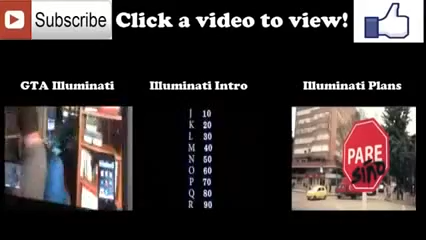 Subscribe Click a video to view!
GTA Illuminati Illuminati Intro Illuminati Plans
J 10
K 20
L 30
M 40
N 50
O 60
P 70
Q 80
R 90
PARE
SINO